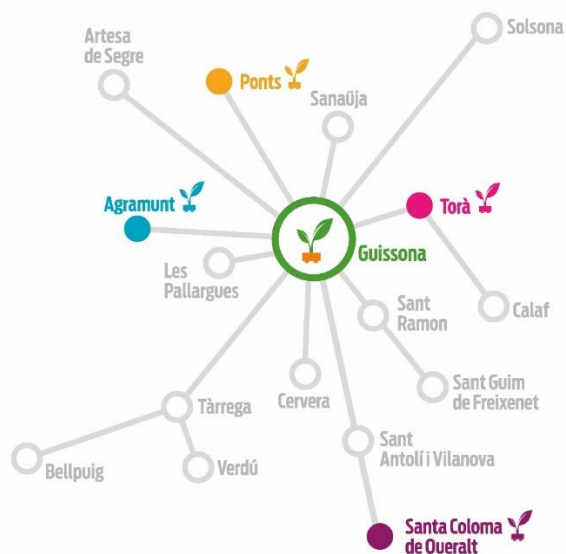 Artesa
de Segre
Solsona
Ponts
Sanaüja
Agramunt
Torà
Guissona
Les
Pallargues
Sant
Ramon
Calaf
Cervera
Sant Guim
de Freixenet
Tàrrega
Sant
Antolí i Vilanova
Bellpuig
Verdú
Santa Coloma
de Queralt